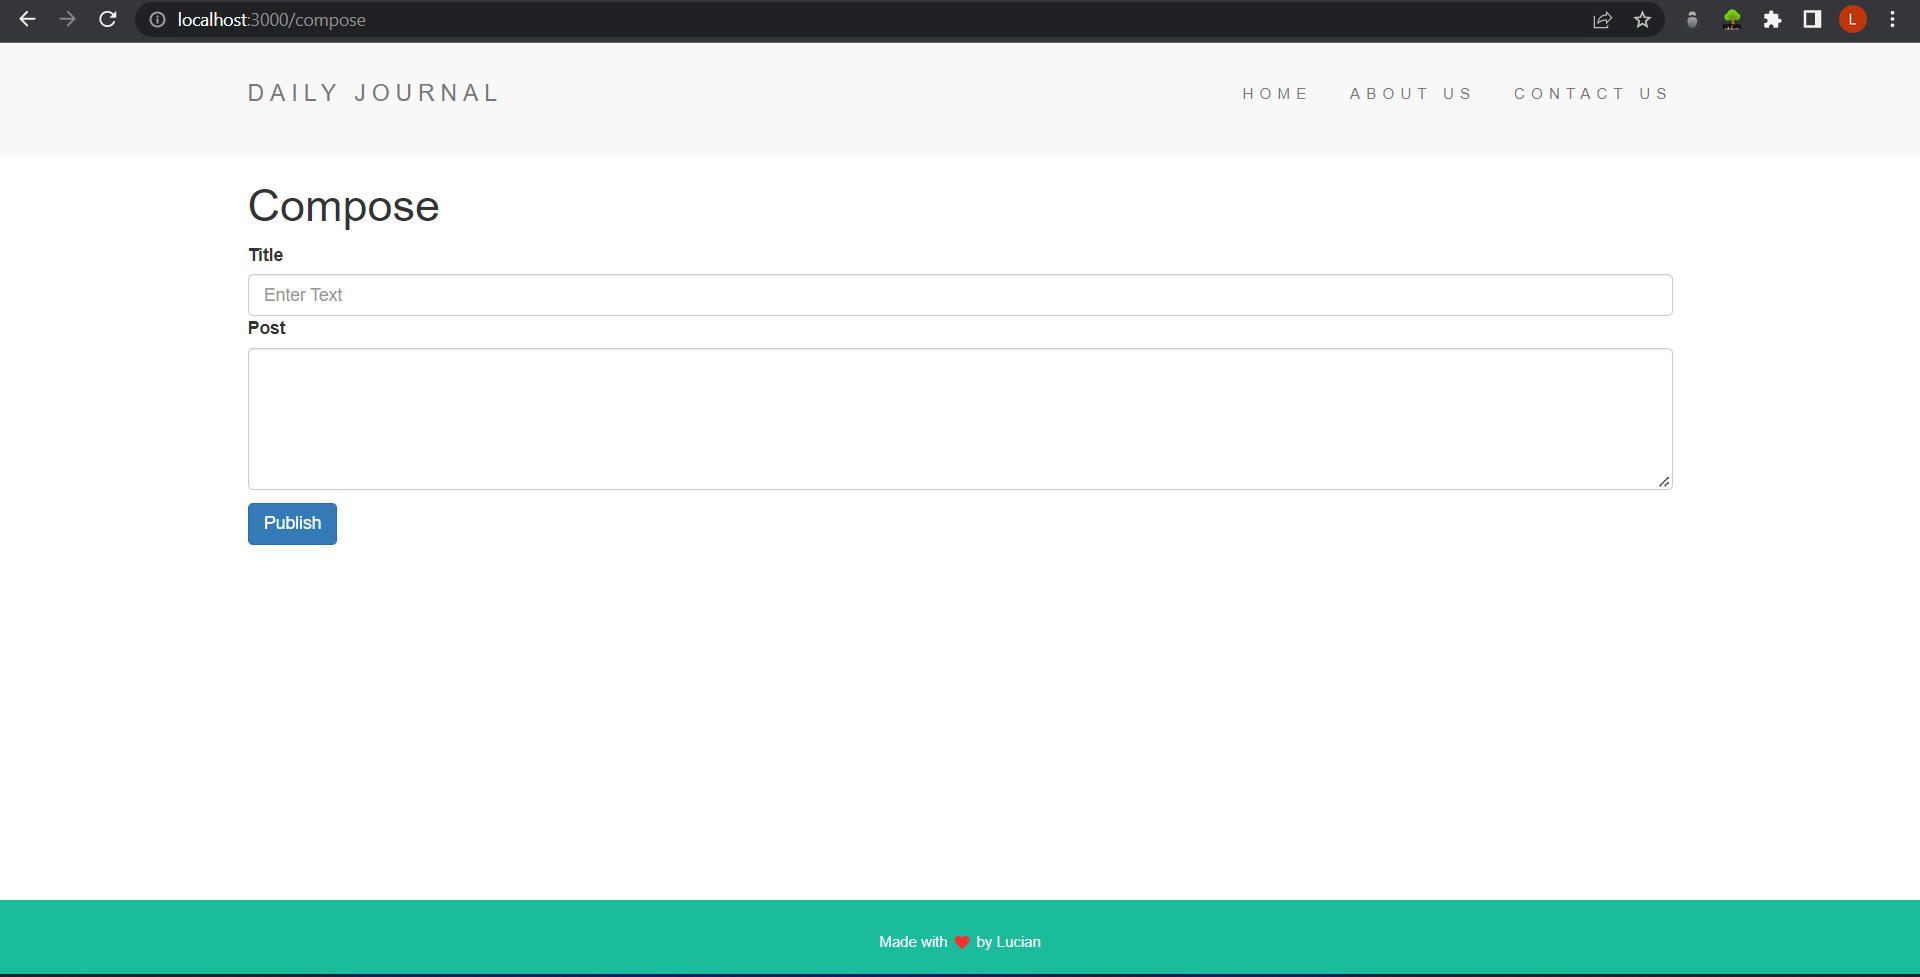 localhost:3000/compose
L
DAILY JOURNAL
HOME ABOUT US CONTACT US
Compose
Title
Enter Text
Post
Publish
Made with ❤ by Lucian